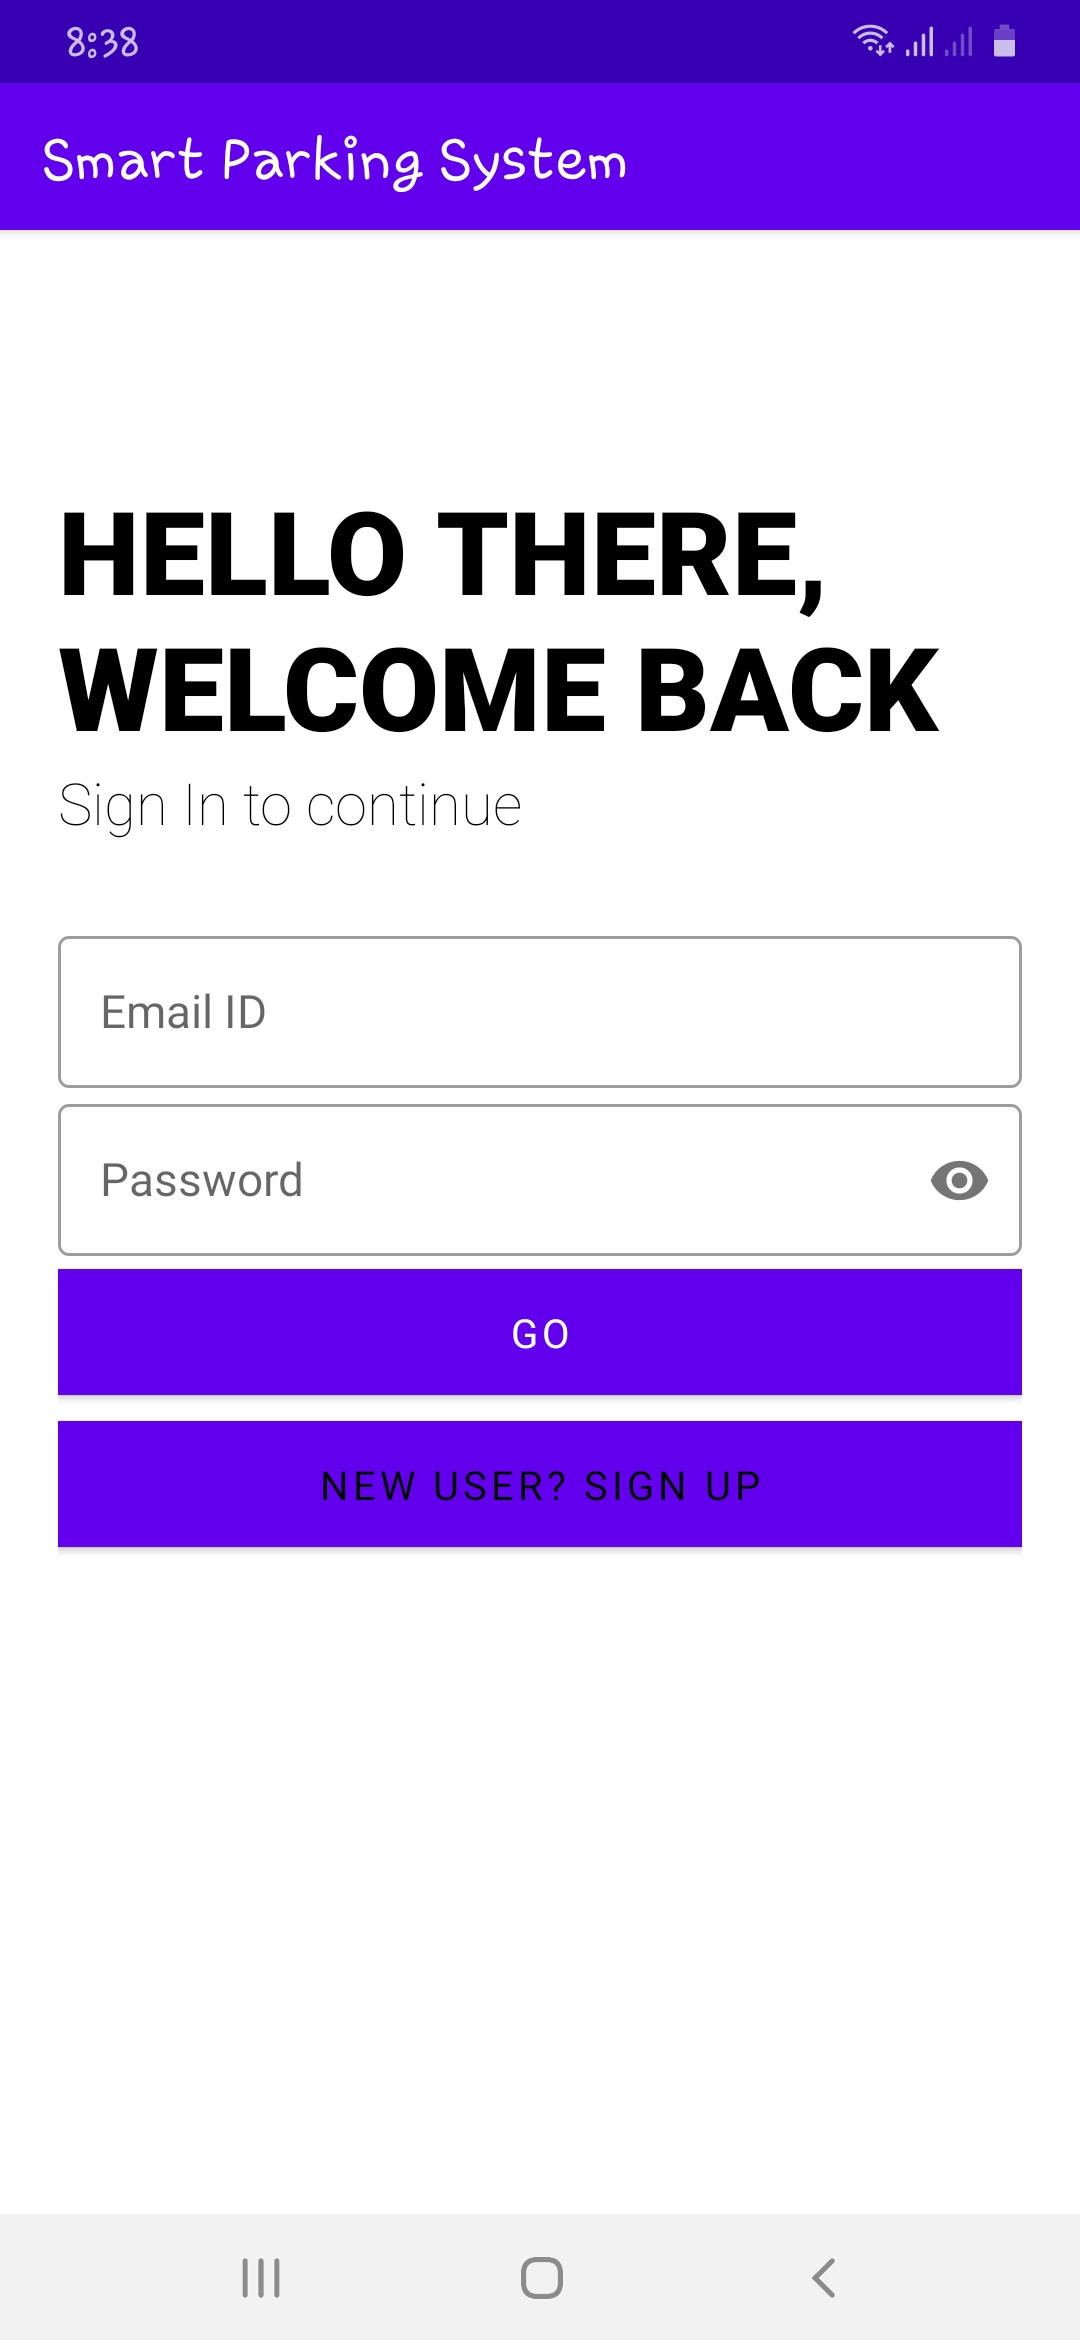 8:38
Smart Parking System
HELLO THERE,
WELCOME BACK
Sign In to continue
Email ID
Password
GO
NEW USER? SIGN UP